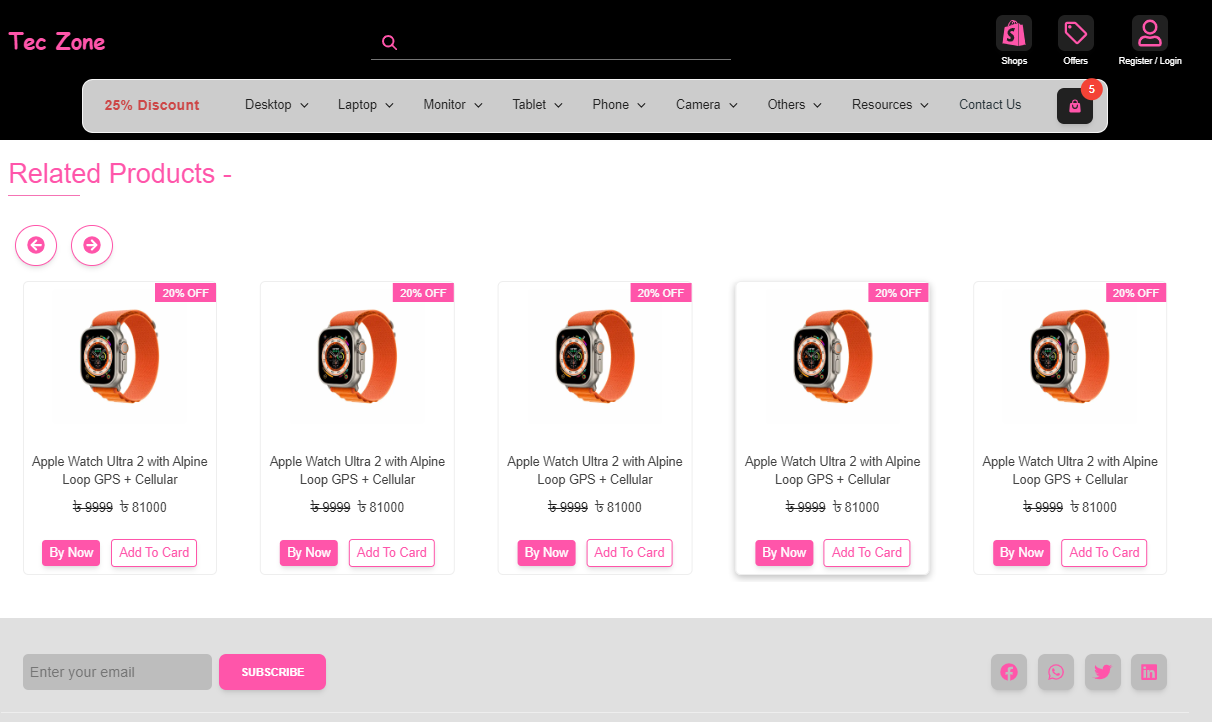 Tec Zone
Shops
Offers
Register / Login
25% Discount
Desktop
Laptop
Monitor
Tablet
Phone
Camera
Others
Resources
Contact Us
5
Related Products -
20% OFF
20% OFF
20% OFF
20% OFF
20% OFF
Apple Watch Ultra 2 with Alpine
Loop GPS + Cellular
৳ 9999 ৳ 81000
By Now
Add To Card
Apple Watch Ultra 2 with Alpine
Loop GPS + Cellular
৳ 9999 ৳ 81000
By Now
Add To Card
Apple Watch Ultra 2 with Alpine
Loop GPS + Cellular
৳ 9999 ৳ 81000
By Now
Add To Card
Apple Watch Ultra 2 with Alpine
Loop GPS + Cellular
৳ 9999 ৳ 81000
By Now
Add To Card
Apple Watch Ultra 2 with Alpine
Loop GPS + Cellular
৳ 9999 ৳ 81000
By Now
Add To Card
Enter your email
SUBSCRIBE